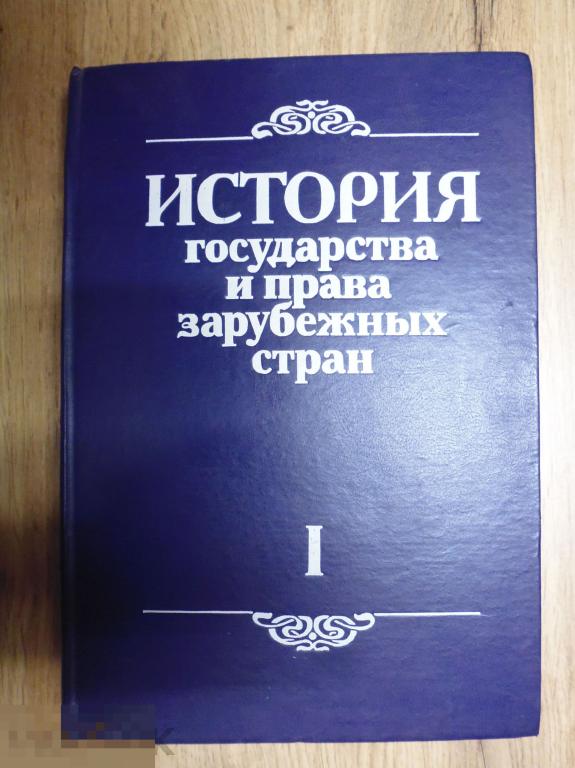 ИСТОРИЯ
государства
и права
зарубежных
стран
I